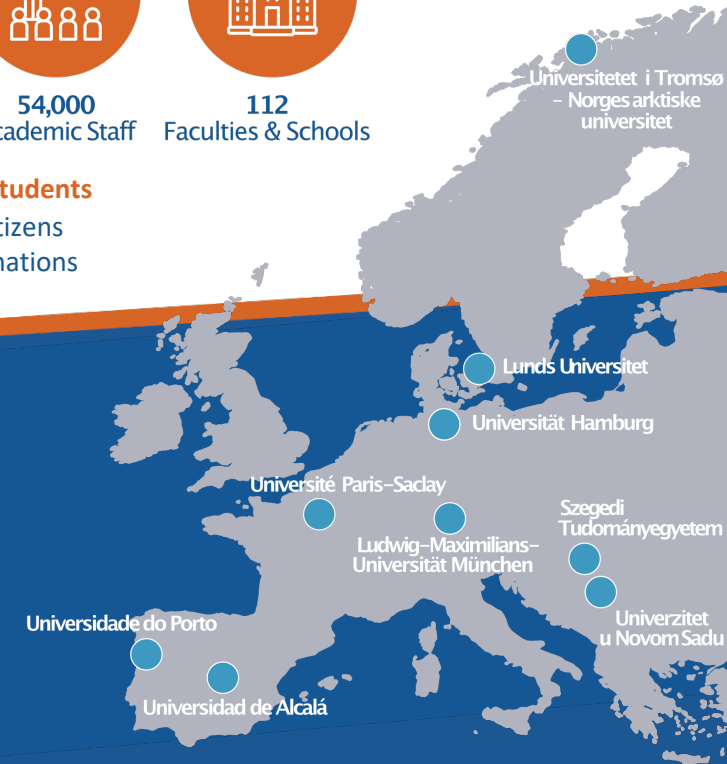 54,000
112
cademic Staff
Faculties & Schools
tudents
tizens
nations
Universitetet i Tromsø
– Norges arktiske
universitet
Lunds Universitet
Universität Hamburg
Université Paris–Saclay
Szegedi
Tudományegyetem
Ludwig–Maximilians–
Universität München
Univerzitet
u Novom Sadu
Universidade do Porto
Universidad de Alcalá